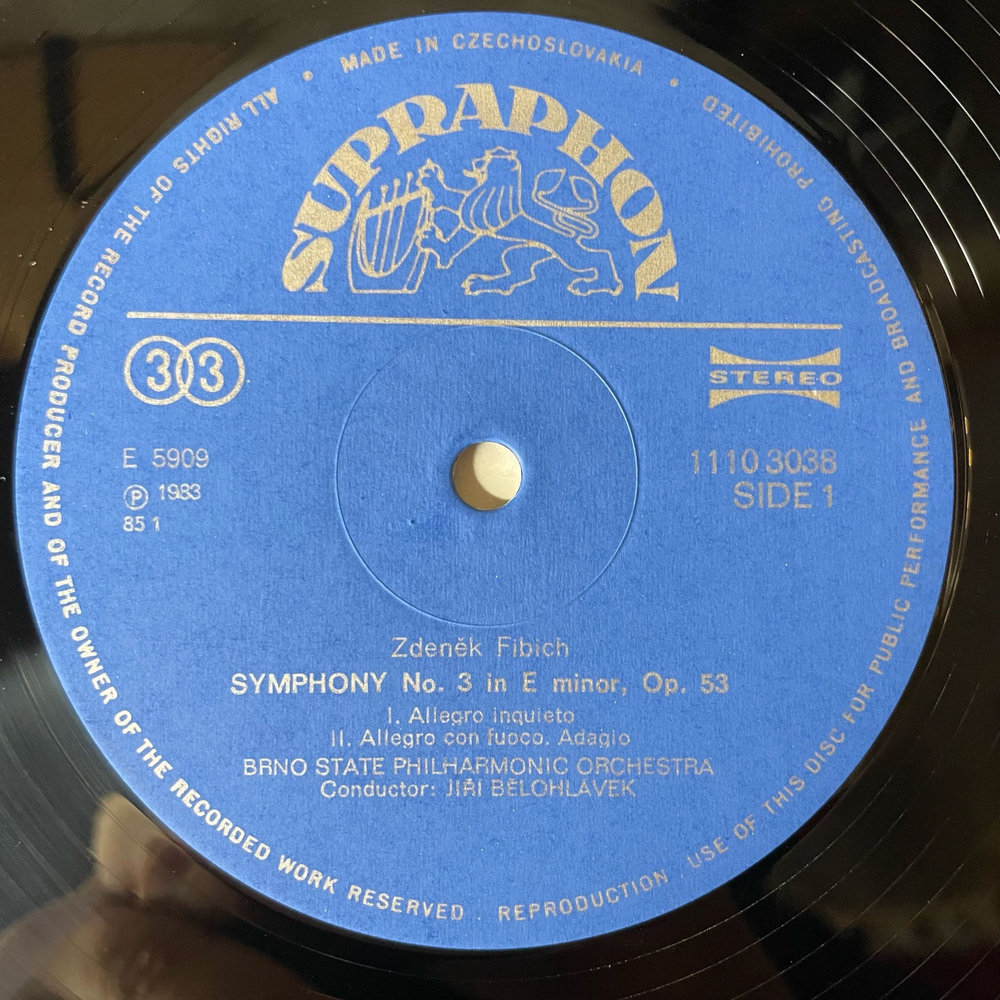 MADE IN CZECHOSLOVAKIA
SUPRAPHON
33
STEREO
E 5909
Ⓟ 1983
85 1
1110 3038
SIDE 1
Zdeněk Fibich
SYMPHONY No. 3 in E minor, Op. 53
I. Allegro inquieto
II. Allegro con fuoco. Adagio
BRNO STATE PHILHARMONIC ORCHESTRA
Conductor: JIŘÍ BĚLOHLÁVEK
ALL RIGHTS OF THE RECORD PRODUCER AND OF THE OWNER OF THE RECORDED WORK RESERVED . REPRODUCTION . USE OF THIS DISC FOR PUBLIC PERFORMANCE AND BROADCASTING PROHIBITED